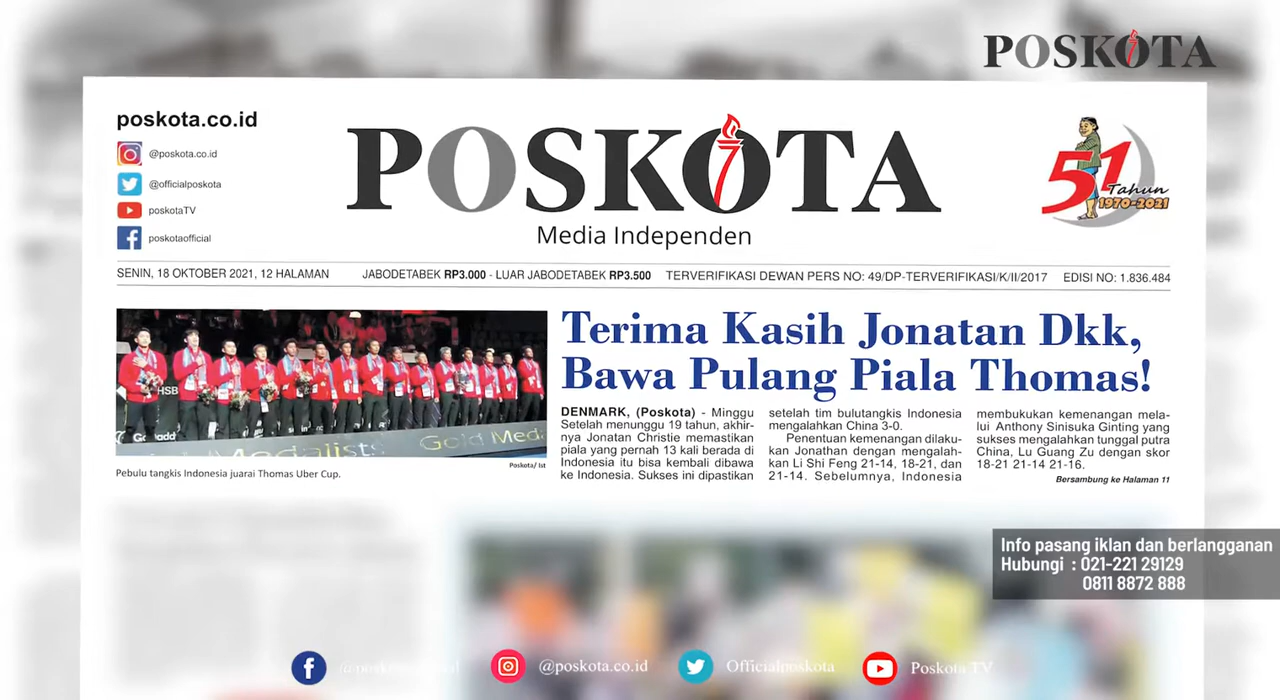 POSKOTA
poskota.co.id
@poskota.co.id
@officialposkota
poskotaTV
poskotaofficial
POSKOTA
Media Independen
51
Tahun
1970-2021
SENIN, 18 OKTOBER 2021, 12 HALAMAN JABODETABEK RP3.000 - LUAR JABODETABEK RP3.500 TERVERIFIKASI DEWAN PERS NO: 49/DP-TERVERIFIKASI/K/II/2017 EDISI NO: 1.836.484
HSB
Gold Meda
Pebulu tangkis Indonesia juarai Thomas Uber Cup.
Poskota/ Ist
Terima Kasih Jonatan Dkk,
Bawa Pulang Piala Thomas!
DENMARK, (Poskota) - Minggu
Setelah menunggu 19 tahun, akhir-
nya Jonatan Christie memastikan
piala yang pernah 13 kali berada di
Indonesia itu bisa kembali dibawa
ke Indonesia. Sukses ini dipastikan
setelah tim bulutangkis Indonesia
mengalahkan China 3-0.
Penentuan kemenangan dilaku-
kan Jonathan dengan mengalah-
kan Li Shi Feng 21-14, 18-21, dan
21-14. Sebelumnya, Indonesia
membukukan kemenangan mela-
lui Anthony Sinisuka Ginting yang
sukses mengalahkan tunggal putra
China, Lu Guang Zu dengan skor
18-21 21-14 21-16.
Bersambung ke Halaman 11
Info pasang iklan dan berlangganan
Hubungi : 021-221 29129
0811 8872 888
@poskota.co.id
Officialposkota
Poskota TV